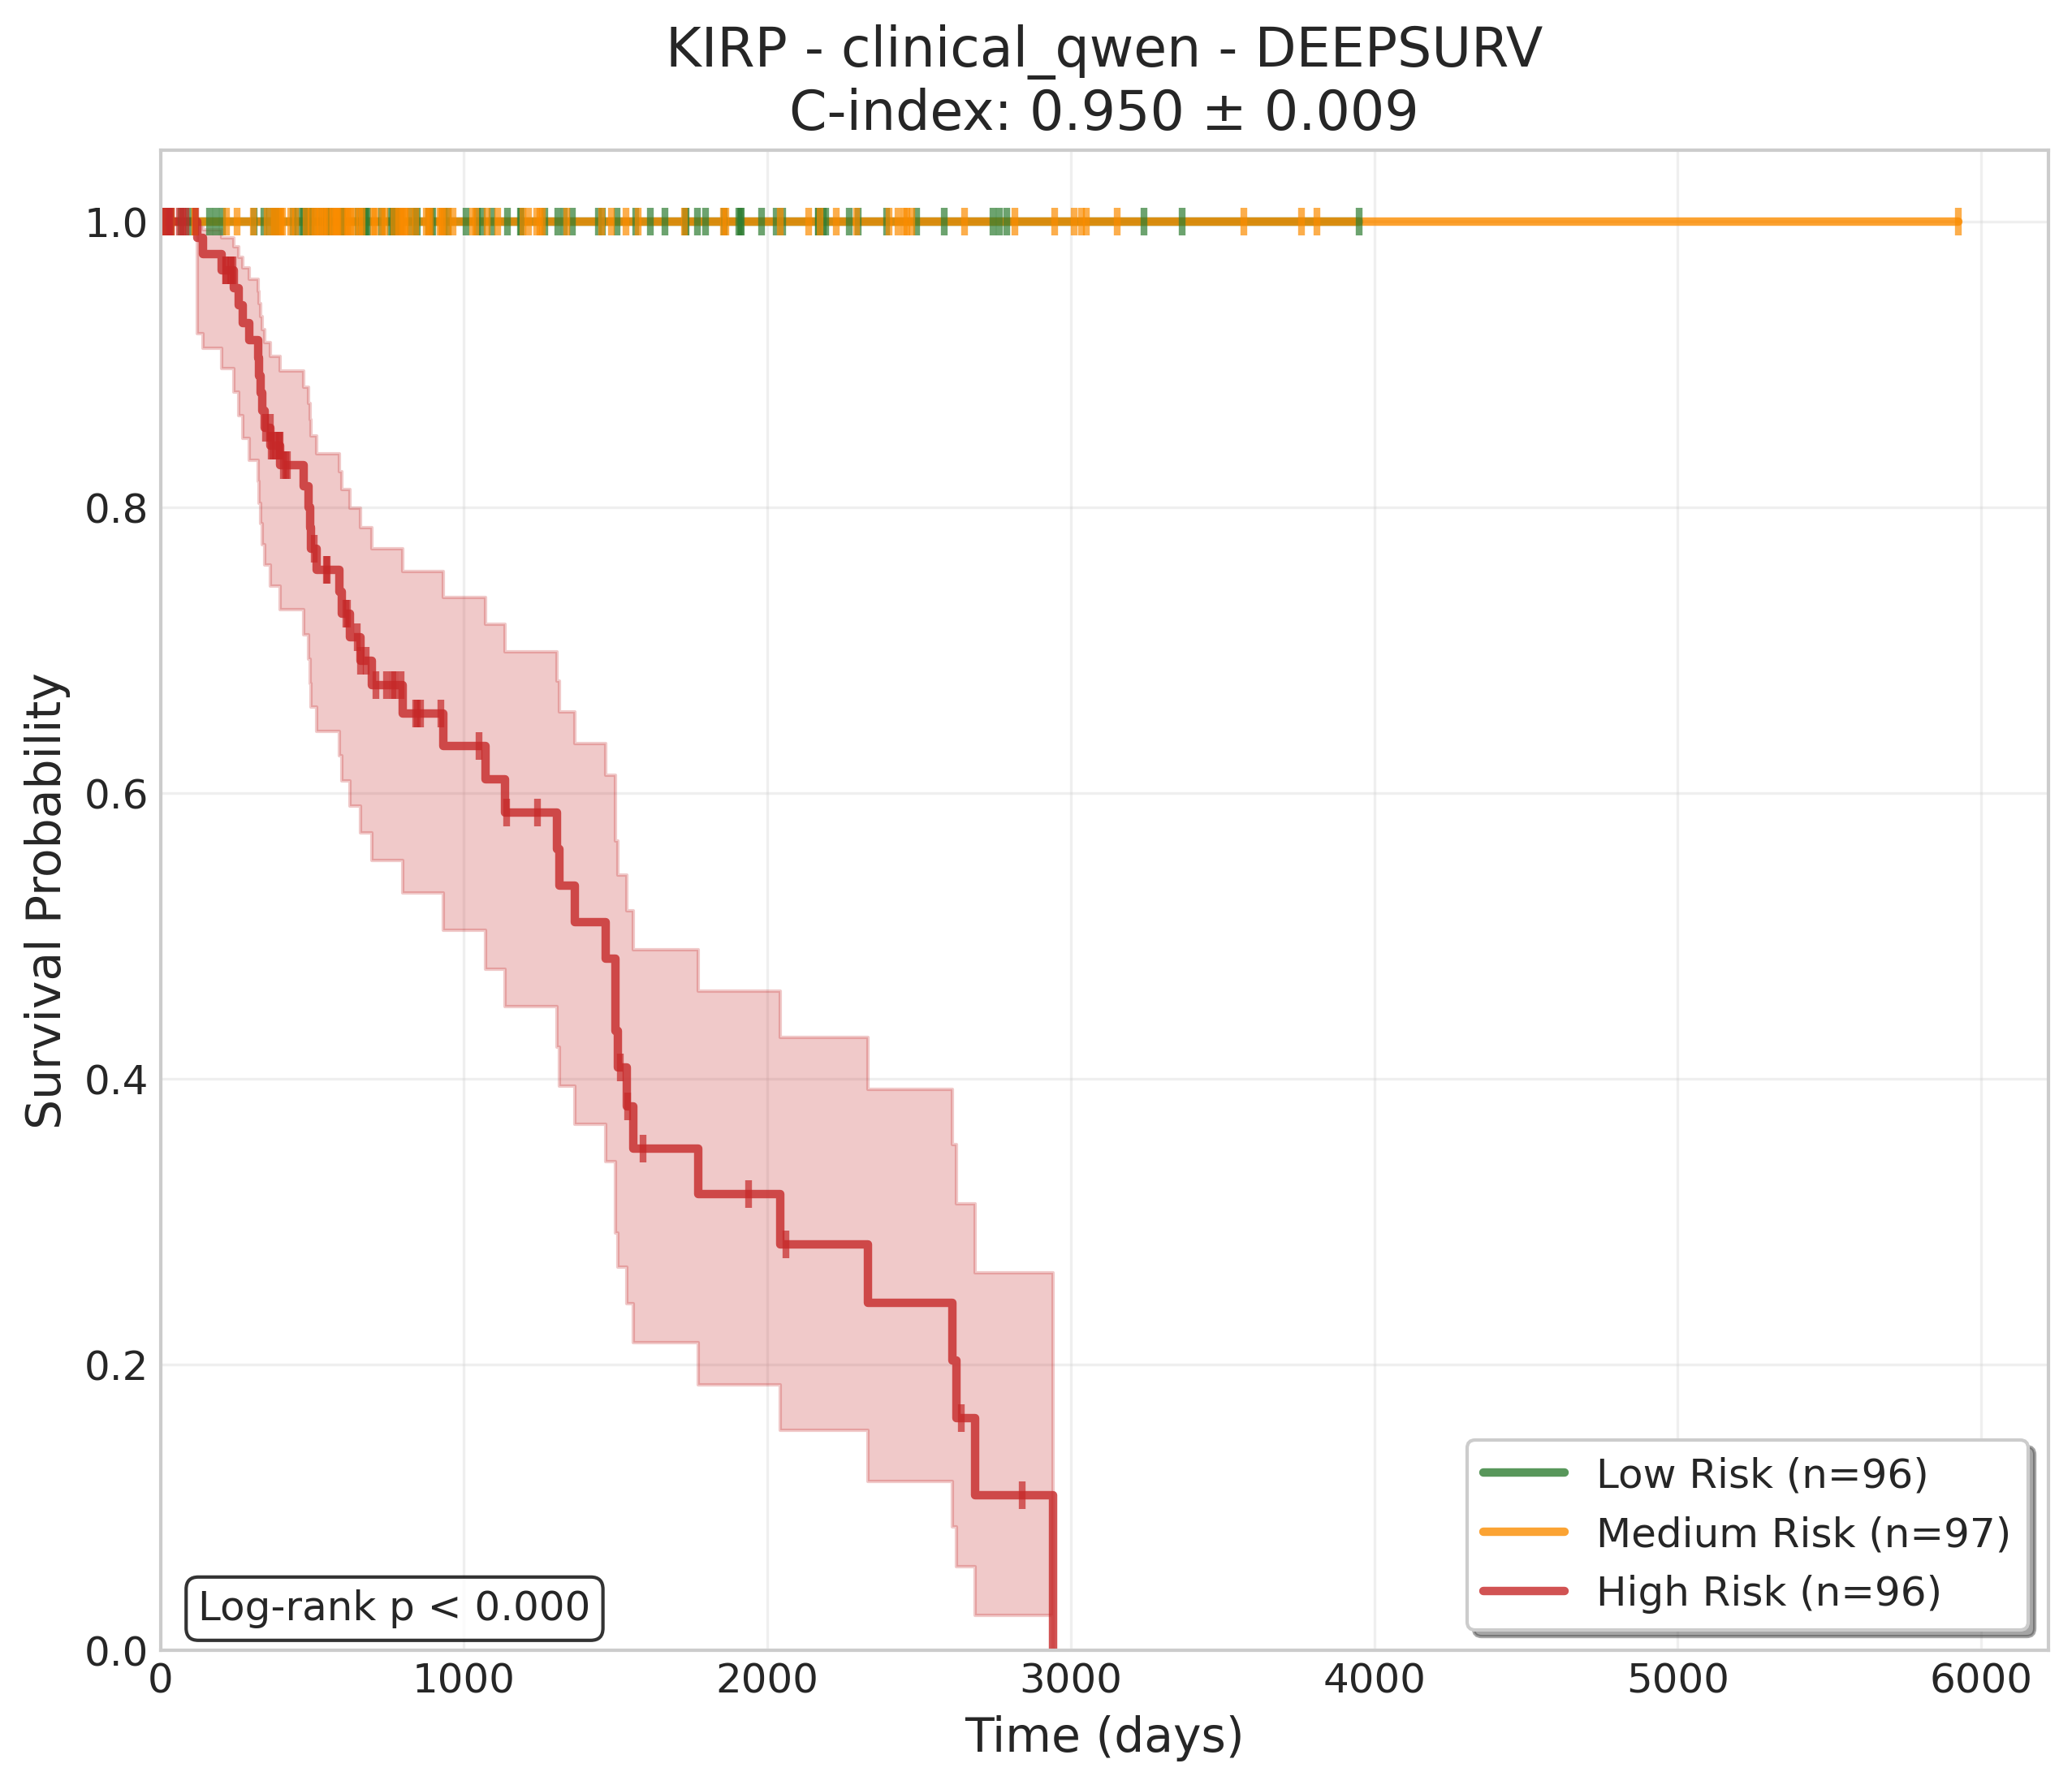 KIRP - clinical_qwen - DEEPSURV
C-index: 0.950 ± 0.009
Survival Probability
1.0
0.8
0.6
0.4
0.2
0.0
0 1000 2000 3000 4000 5000 6000
Time (days)
Log-rank p < 0.000
Low Risk (n=96)
Medium Risk (n=97)
High Risk (n=96)